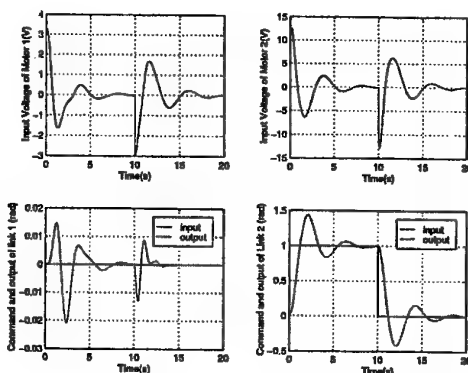 Input Voltage of Motor 1(V)
4
3
2
1
0
-1
-2
-3
0 5 10 15 20
Time(s)
Input Voltage of Motor 2(V)
15
10
5
0
-5
-10
-15
0 5 10 15 20
Time(s)
Command and output of link 1 (rad)
0.02
0.01
0
-0.01
-0.02
-0.03
input
output
0 5 10 15 20
Time(s)
Command and output of Link 2 (rad)
1.5
1
0.5
0
-0.5
input
output
0 5 10 15 20
Time(s)